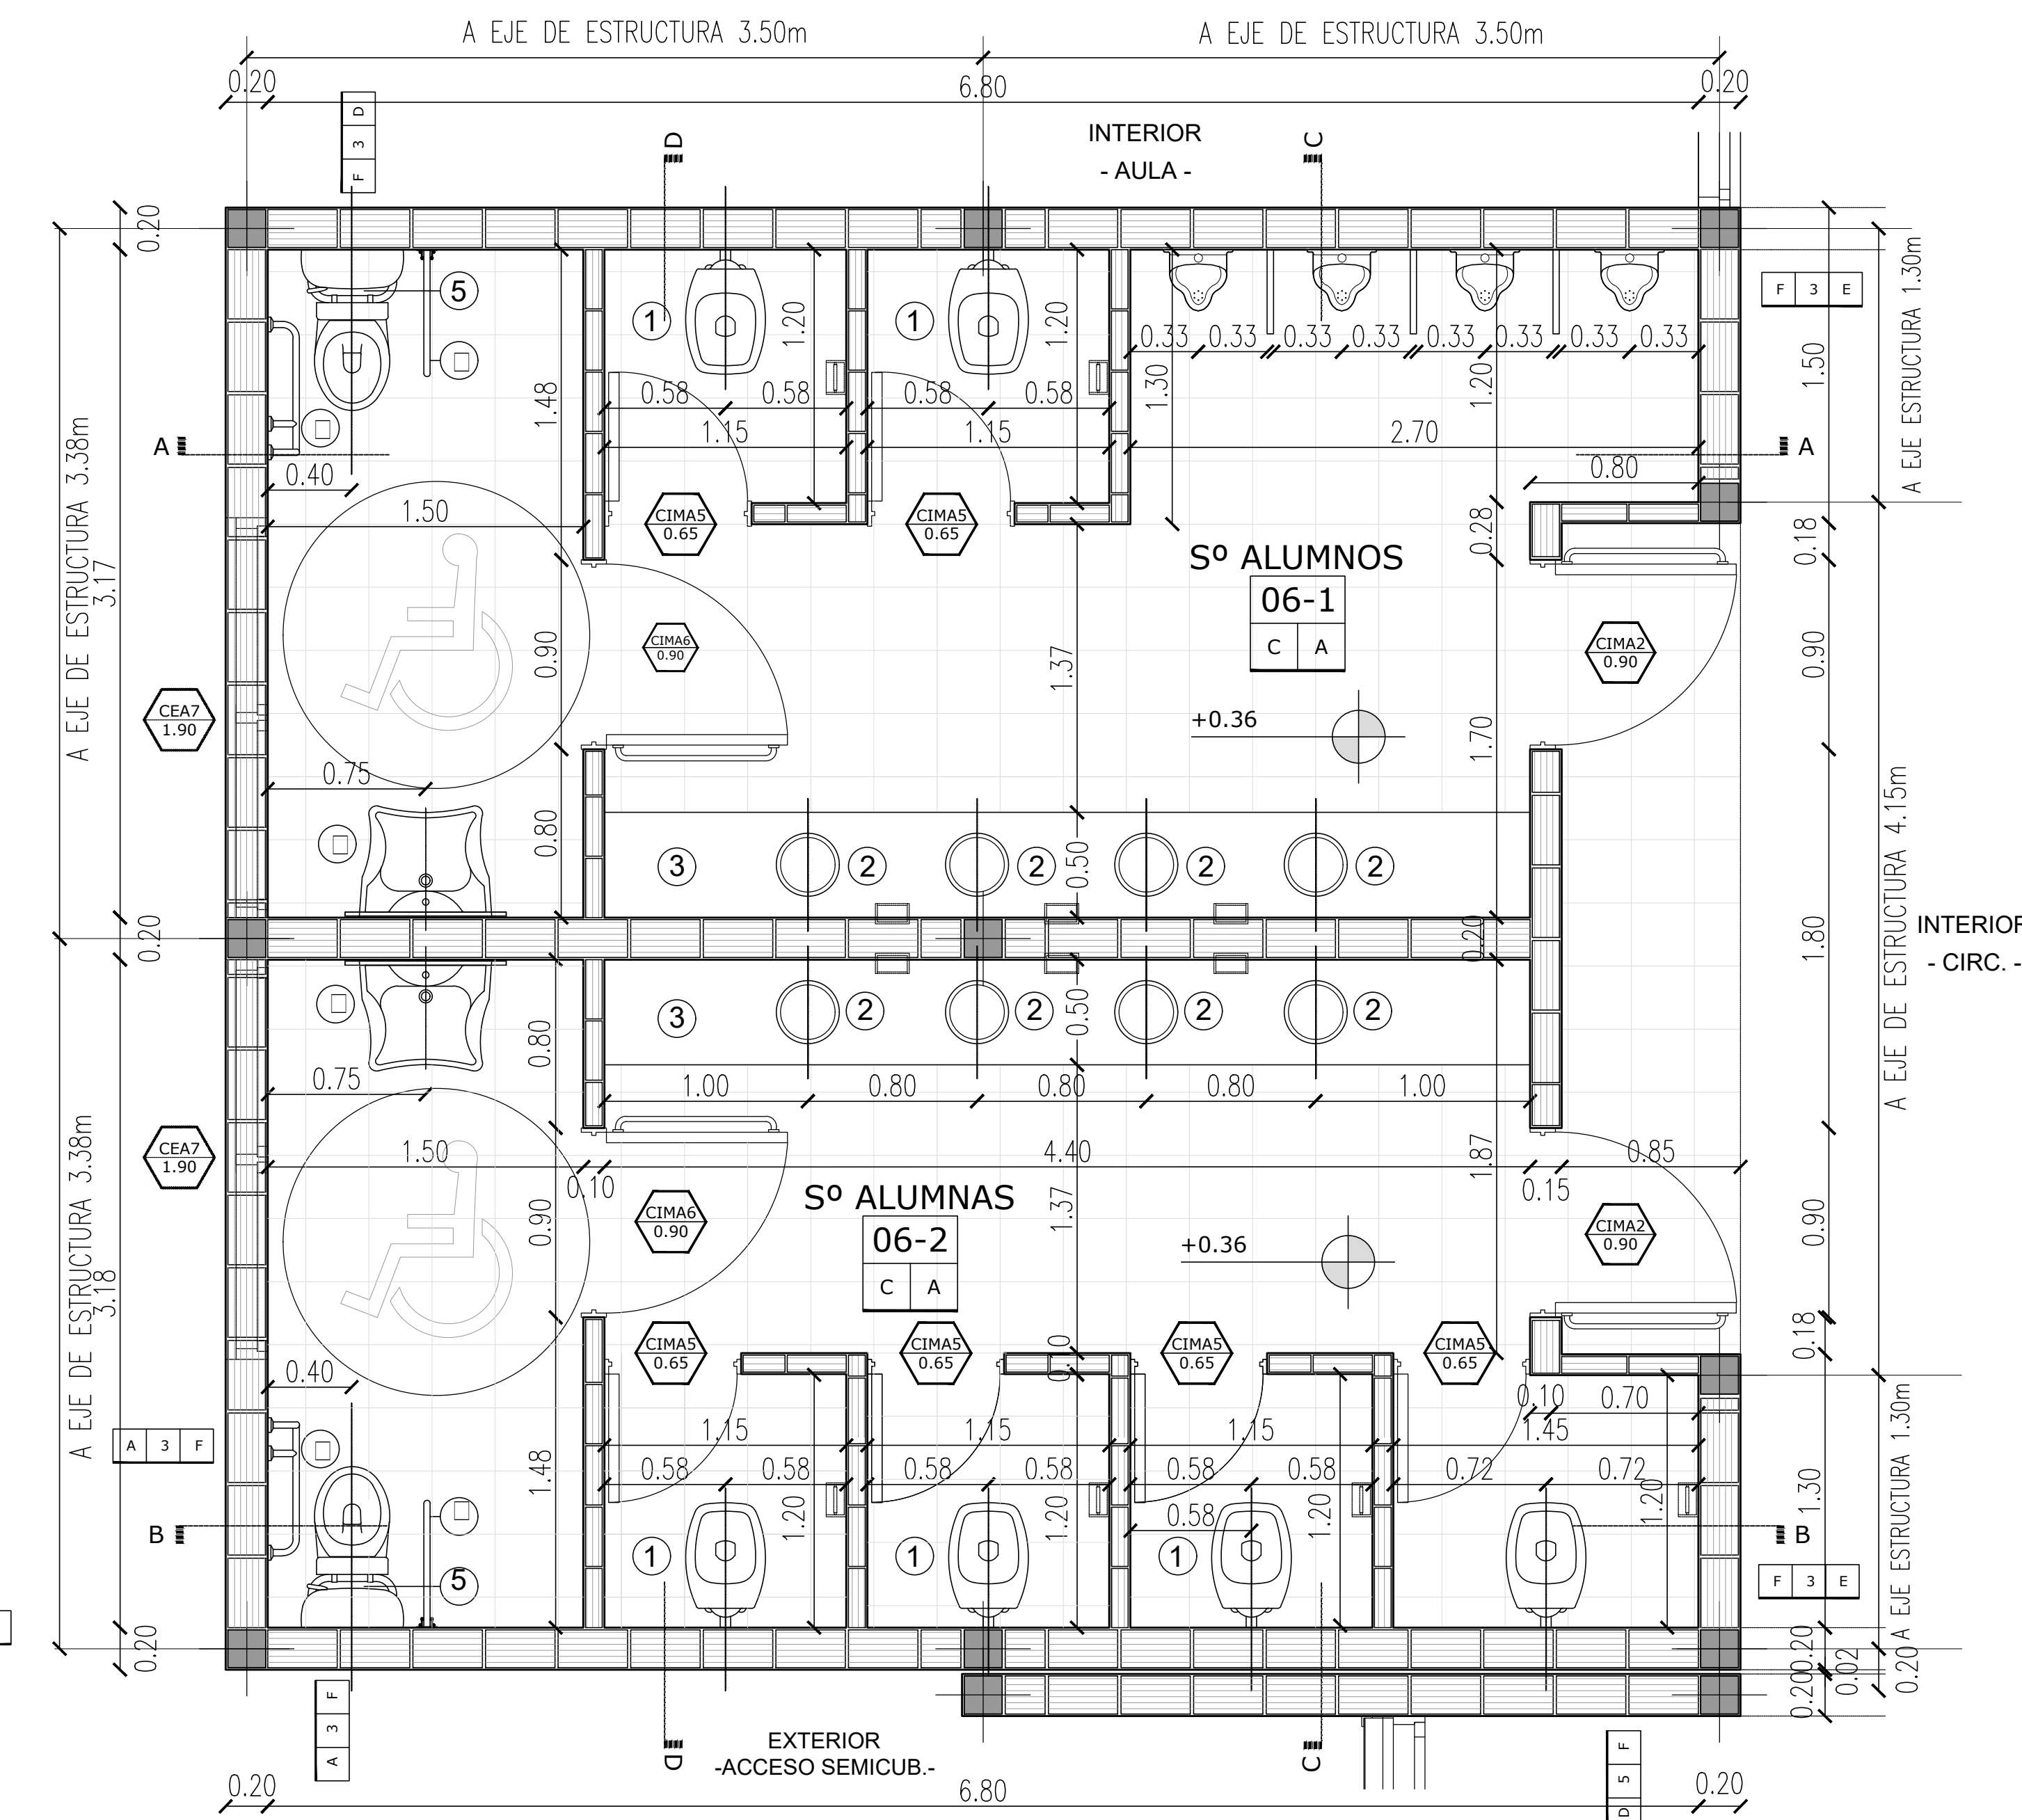 A EJE DE ESTRUCTURA 3.50m
A EJE DE ESTRUCTURA 3.50m
0.20
6.80
0.20
F 3 D
D
INTERIOR
- AULA -
C
0.20
A EJE ESTRUCTURA 1.30m
F 3 E
5
1
1.20
1
1.20
0.33
0.33
0.33
0.33
0.33
0.33
0.33
0.33
1.50
1.48
0.58
0.58
0.58
0.58
1.30
1.20
1.15
1.15
2.70
A
A
0.40
0.80
1.50
CIMA5
0.65
CIMA5
0.65
0.28
0.18
A EJE DE ESTRUCTURA 3.38m
3.17
Sº ALUMNOS
06-1
C A
0.90
CIMA6
0.90
1.37
CIMA2
0.90
0.90
CEA7
1.90
+0.36
1.70
0.75
0.80
3
2
2
0.50
2
2
A EJE DE ESTRUCTURA 4.15m
0.20
0.20
1.80
INTERIOR
- CIRC. -
3
2
2
0.50
2
2
0.80
0.75
1.00
0.80
0.80
0.80
1.00
CEA7
1.90
1.50
4.40
1.87
0.85
0.10
0.15
Sº ALUMNAS
06-2
C A
0.90
CIMA6
0.90
1.37
CIMA2
0.90
0.90
+0.36
A EJE DE ESTRUCTURA 3.38m
3.18
CIMA5
0.65
CIMA5
0.65
0.10
CIMA5
0.65
CIMA5
0.65
0.18
0.40
0.10
0.70
A 3 F
1.15
1.15
1.15
1.45
1.48
0.58
0.58
0.58
0.58
0.58
0.58
0.72
0.72
1.20
1.20
1.20
1.20
1.30
A EJE ESTRUCTURA 1.30m
0.58
B
B
1
1
1
5
F 3 E
0.20
0.20
0.02
0.20
0.20
A 3 F
D
EXTERIOR
-ACCESO SEMICUB.-
C
D 5 F
0.20
6.80
0.20